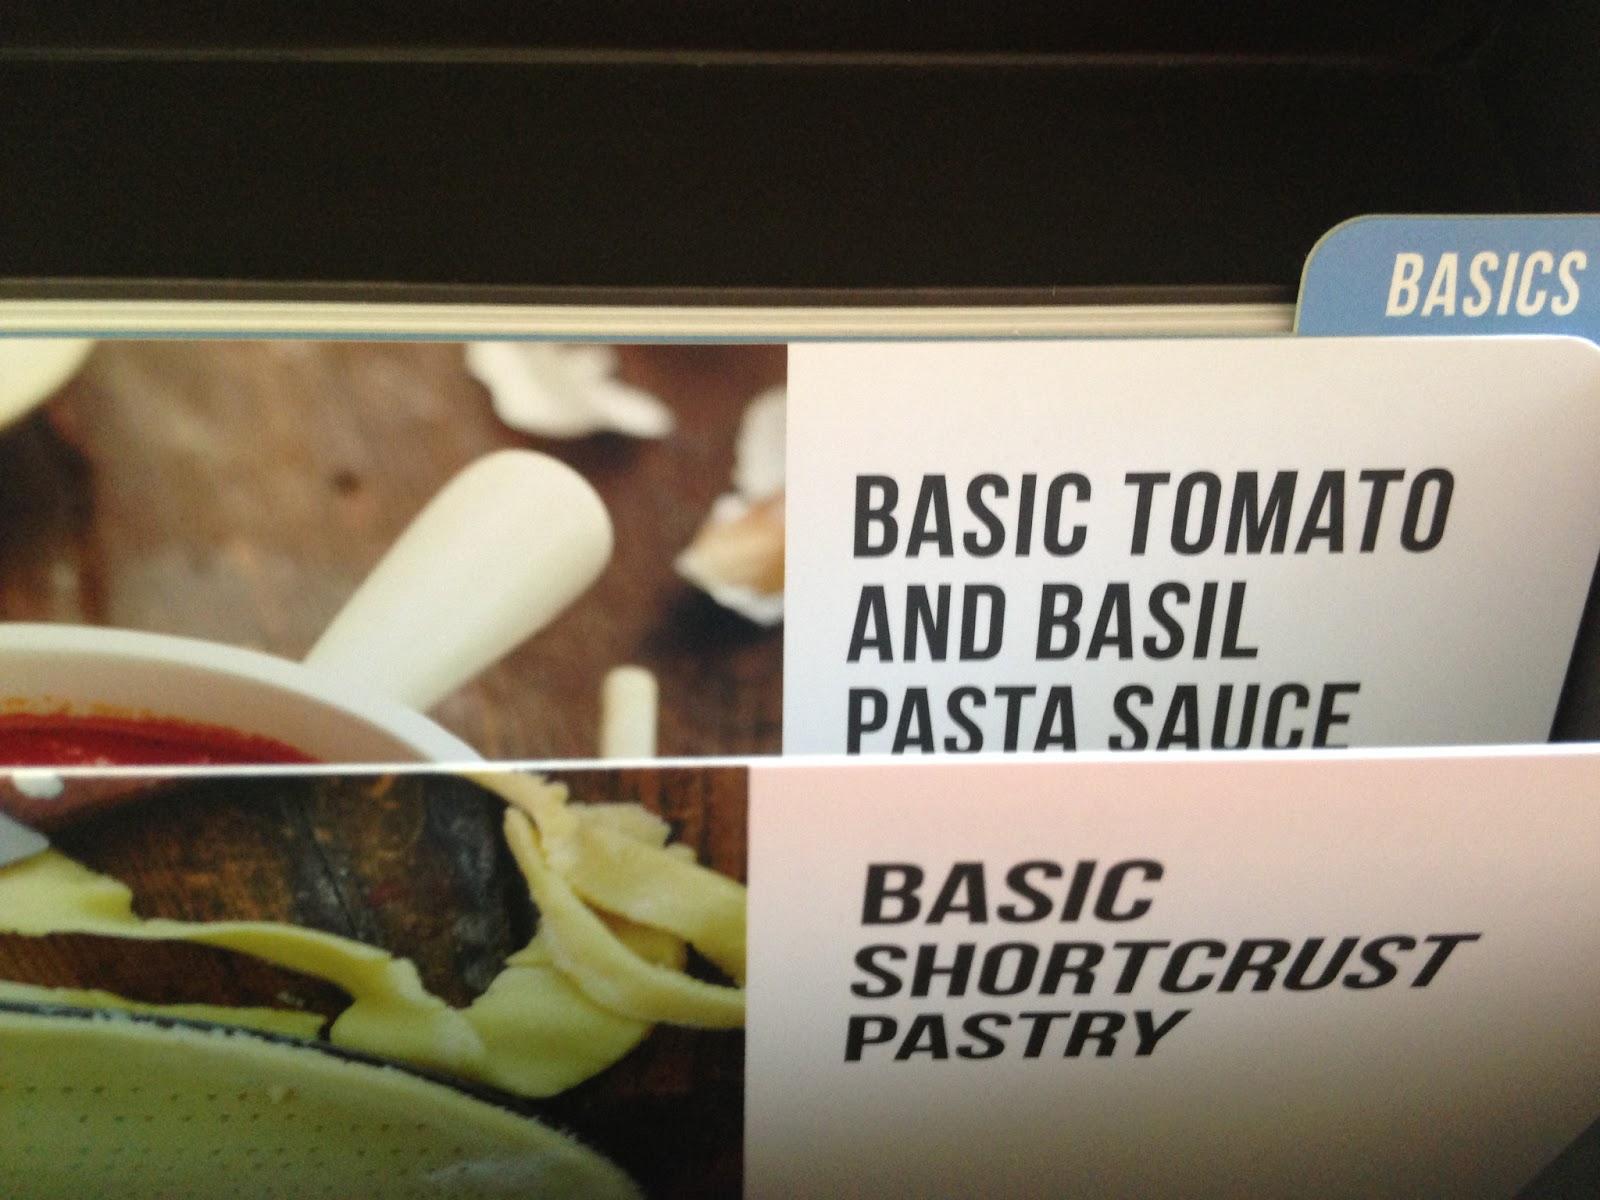 BASICS
BASIC TOMATO
AND BASIL
PASTA SAUCE
BASIC
SHORTCRUST
PASTRY